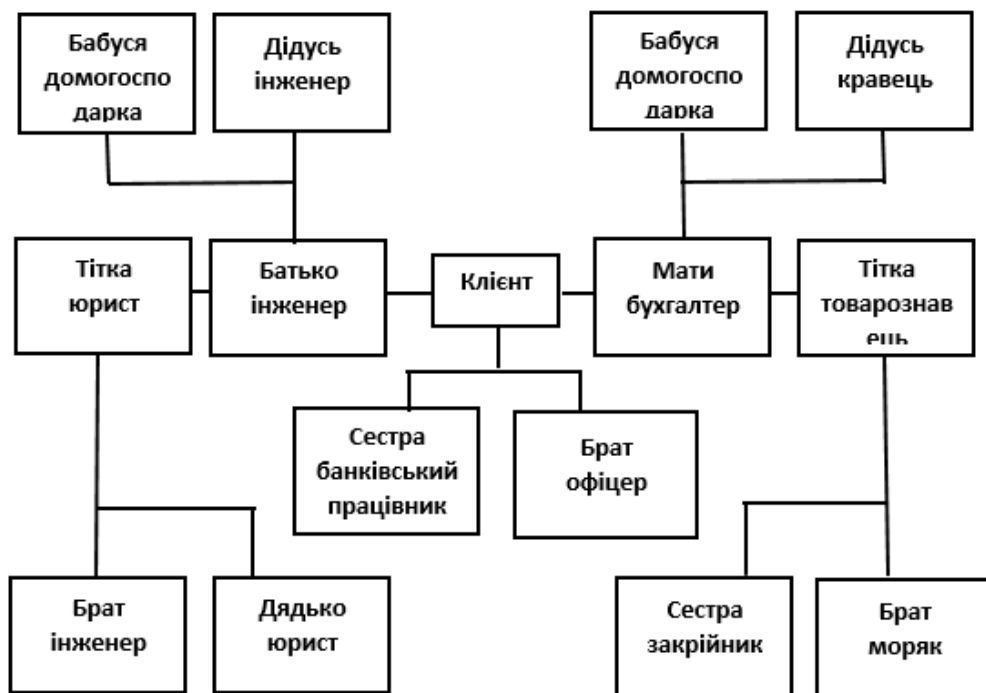 Бабуся
домогоспо
дарка
Дідусь
інженер
Бабуся
домогоспо
дарка
Дідусь
кравець
Тітка
юрист
Батько
інженер
Клієнт
Мати
бухгалтер
Тітка
товарознав
ець
Сестра
банківський
працівник
Брат
офіцер
Брат
інженер
Дядько
юрист
Сестра
закрійник
Брат
моряк